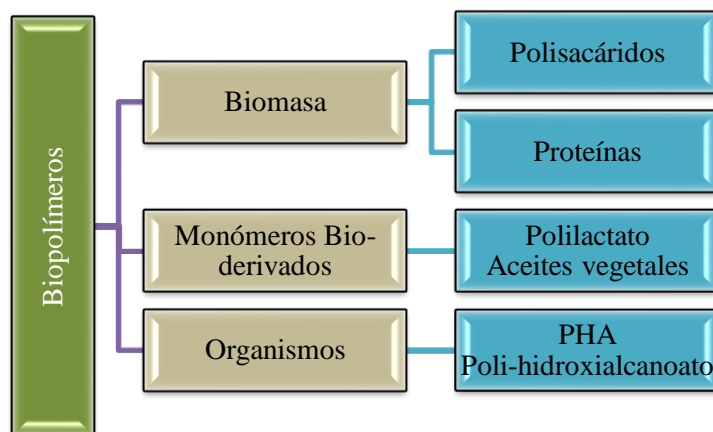 Biopolímeros
Biomasa
Polisacáridos
Proteínas
Monómeros Bio-
derivados
Polilactato
Aceites vegetales
Organismos
PHA
Poli-hidroxialcanoato